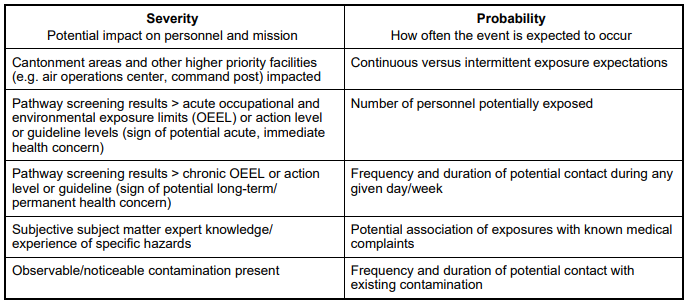 Severity
Potential impact on personnel and mission
Probability
How often the event is expected to occur
Cantonment areas and other higher priority facilities
(e.g. air operations center, command post) impacted
Continuous versus intermittent exposure expectations
Pathway screening results > acute occupational and
environmental exposure limits (OEEL) or action level
or guideline levels (sign of potential acute, immediate
health concern)
Number of personnel potentially exposed
Pathway screening results > chronic OEEL or action
level or guideline (sign of potential long-term/
permanent health concern)
Frequency and duration of potential contact during any
given day/week
Subjective subject matter expert knowledge/
experience of specific hazards
Potential association of exposures with known medical
complaints
Observable/noticeable contamination present
Frequency and duration of potential contact with
existing contamination